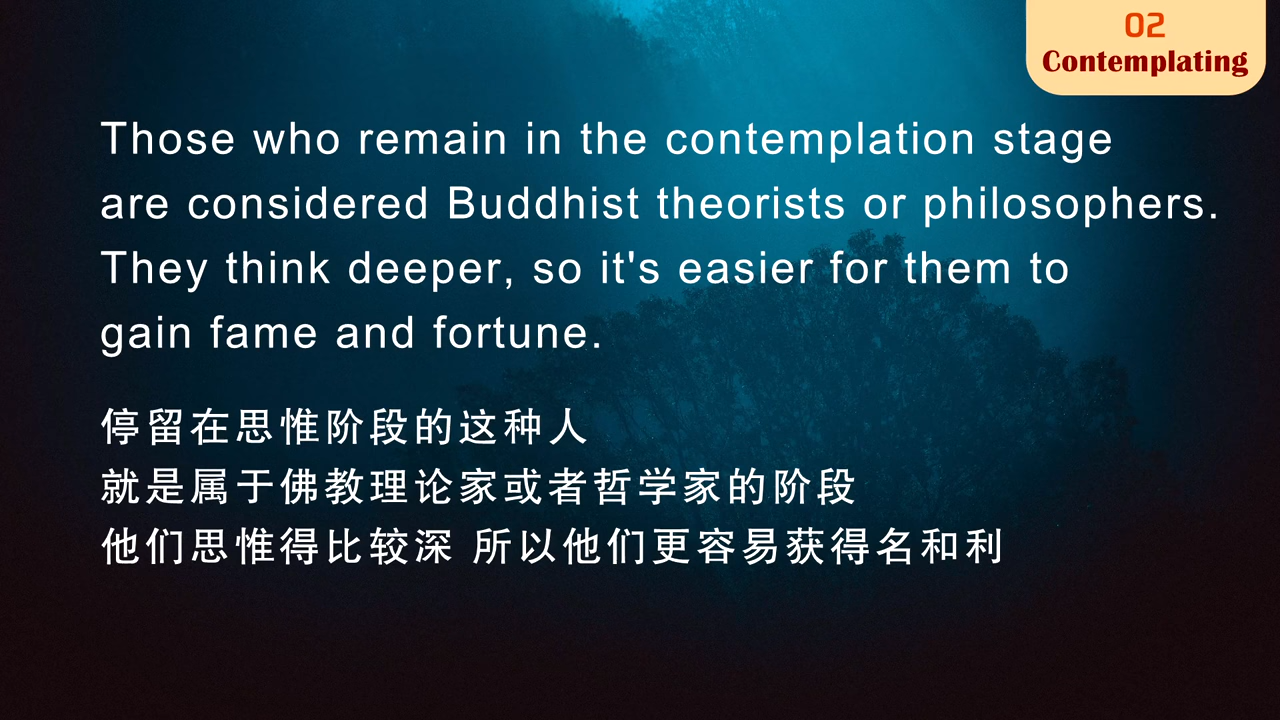 02
Contemplating
Those who remain in the contemplation stage
are considered Buddhist theorists or philosophers.
They think deeper, so it's easier for them to
gain fame and fortune.
停留在思惟阶段的这种人
就是属于佛教理论家或者哲学家的阶段
他们思惟得比较深 所以他们更容易获得名和利